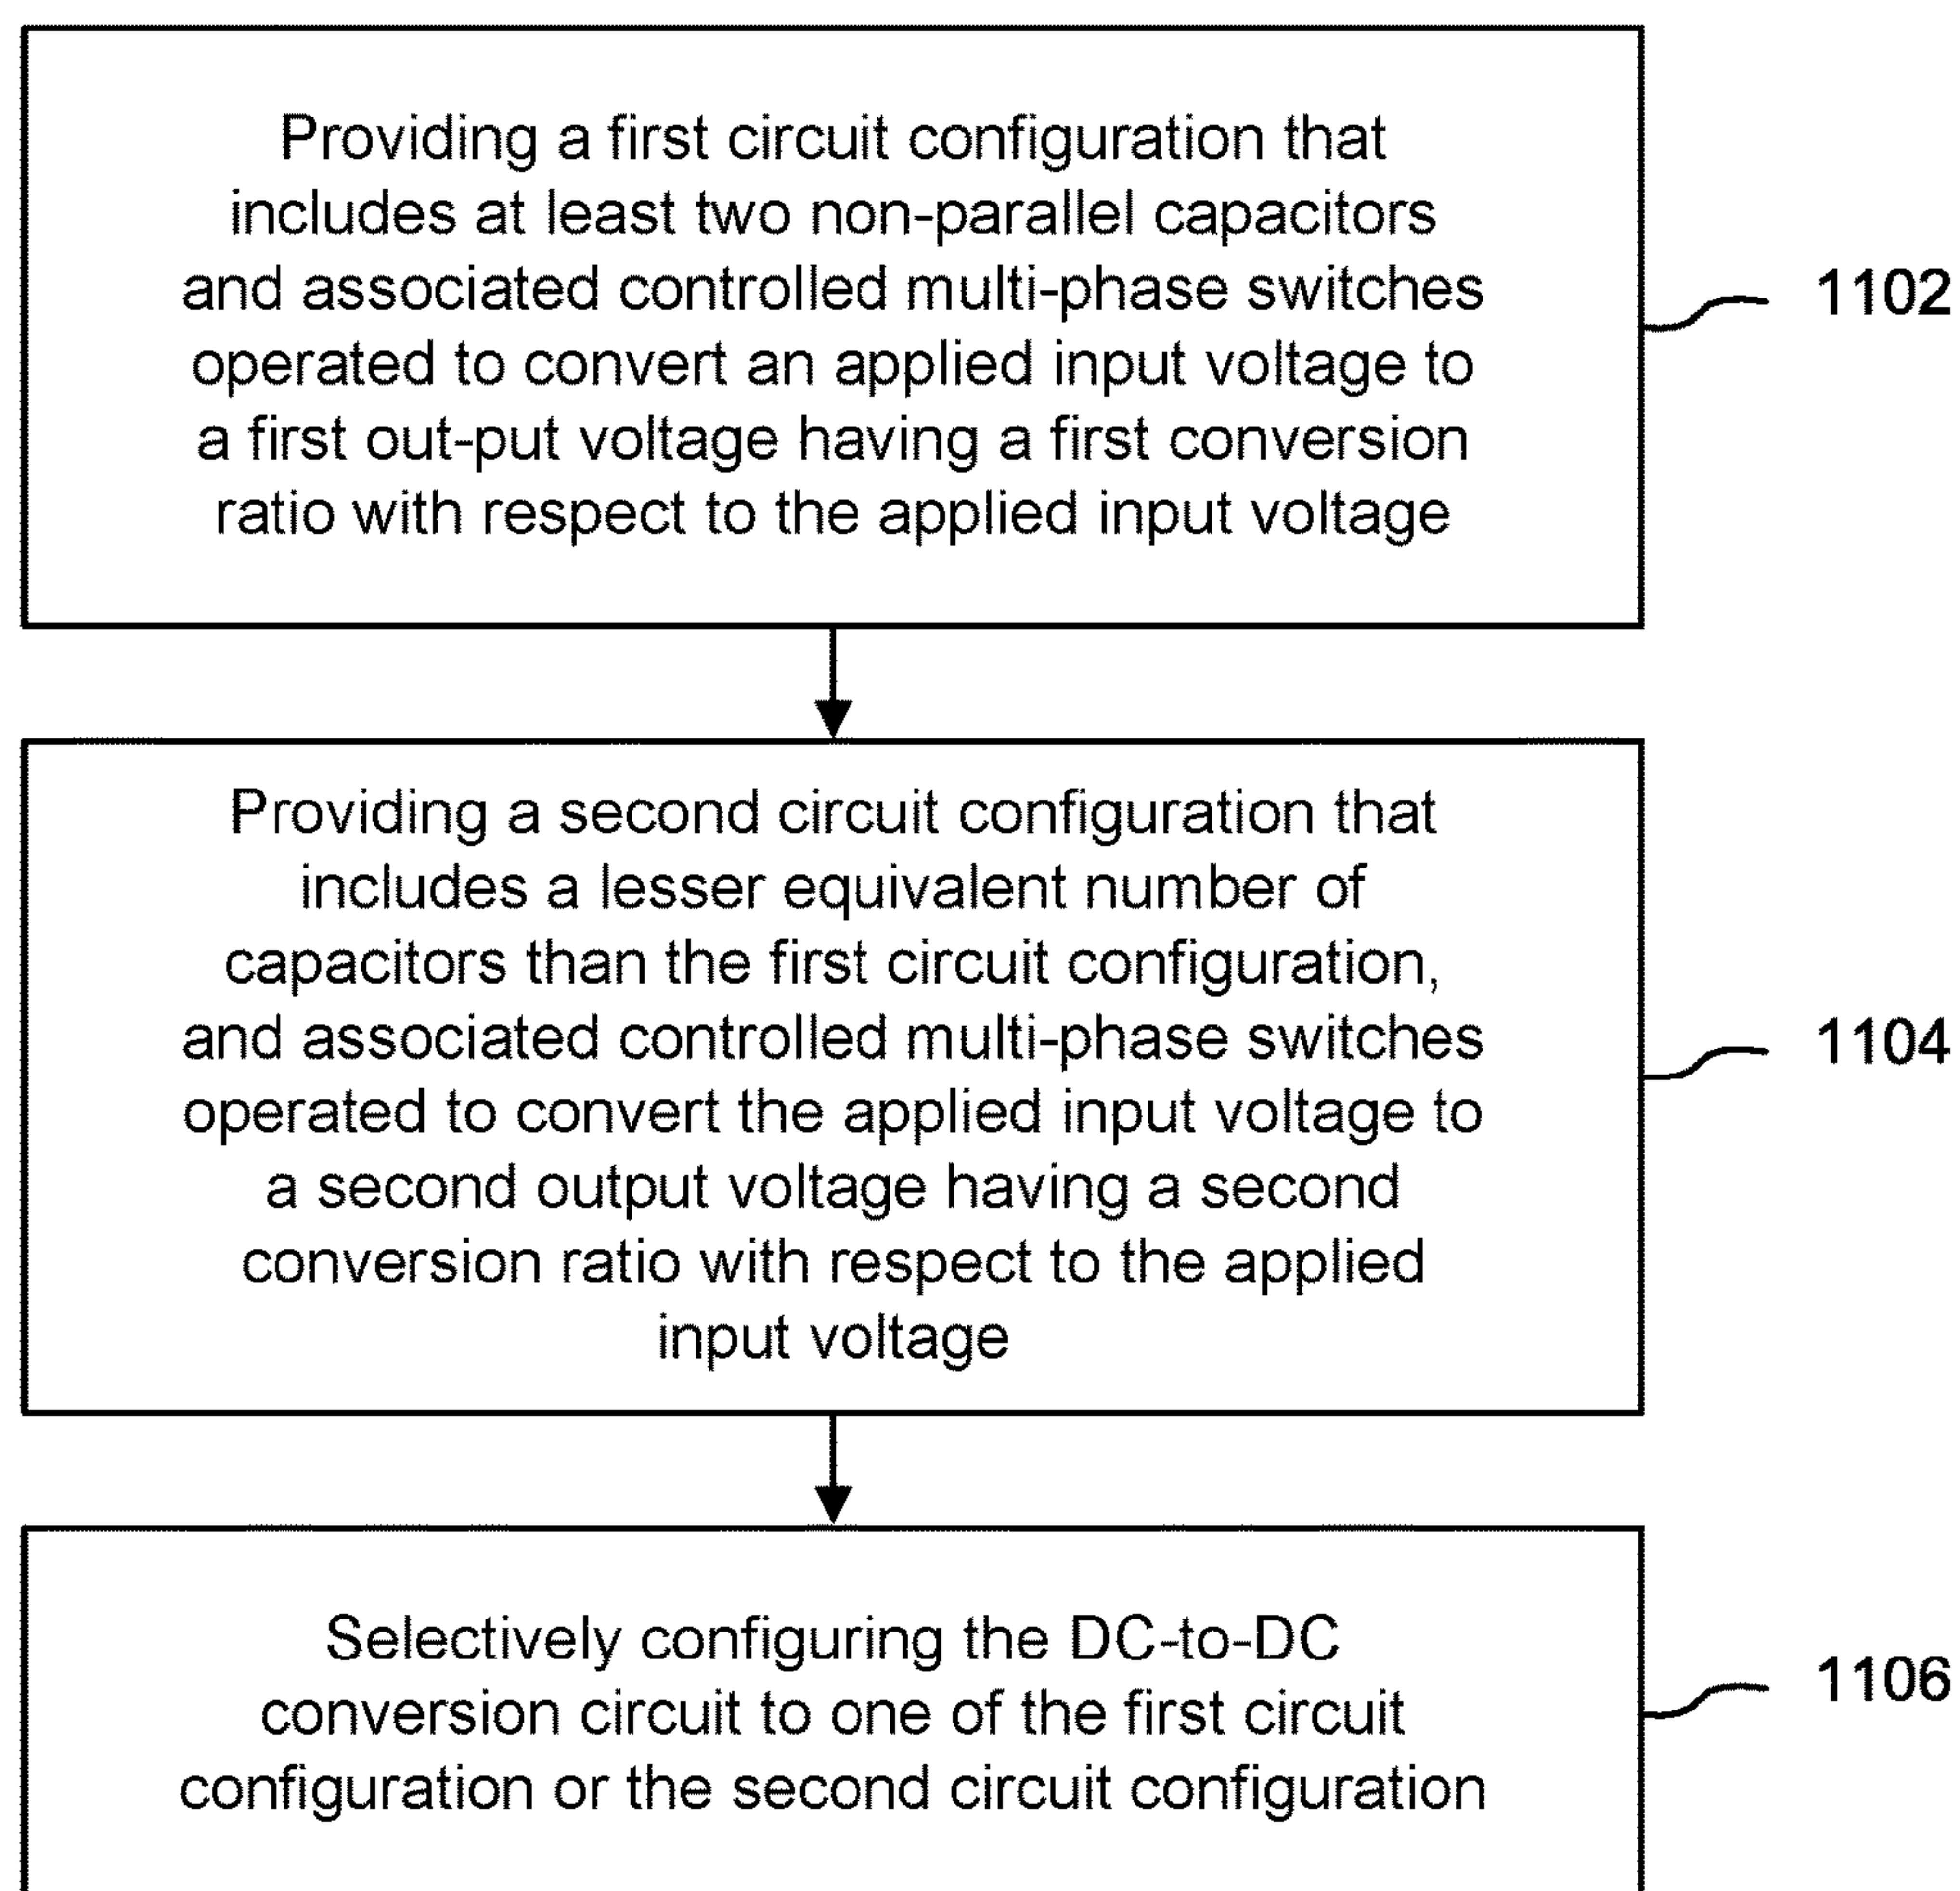 Providing a first circuit configuration that
includes at least two non-parallel capacitors
and associated controlled multi-phase switches
operated to convert an applied input voltage to
a first out-put voltage having a first conversion
ratio with respect to the applied input voltage
1102
Providing a second circuit configuration that
includes a lesser equivalent number of
capacitors than the first circuit configuration,
and associated controlled multi-phase switches
operated to convert the applied input voltage to
a second output voltage having a second
conversion ratio with respect to the applied
input voltage
1104
Selectively configuring the DC-to-DC
conversion circuit to one of the first circuit
configuration or the second circuit configuration
1106